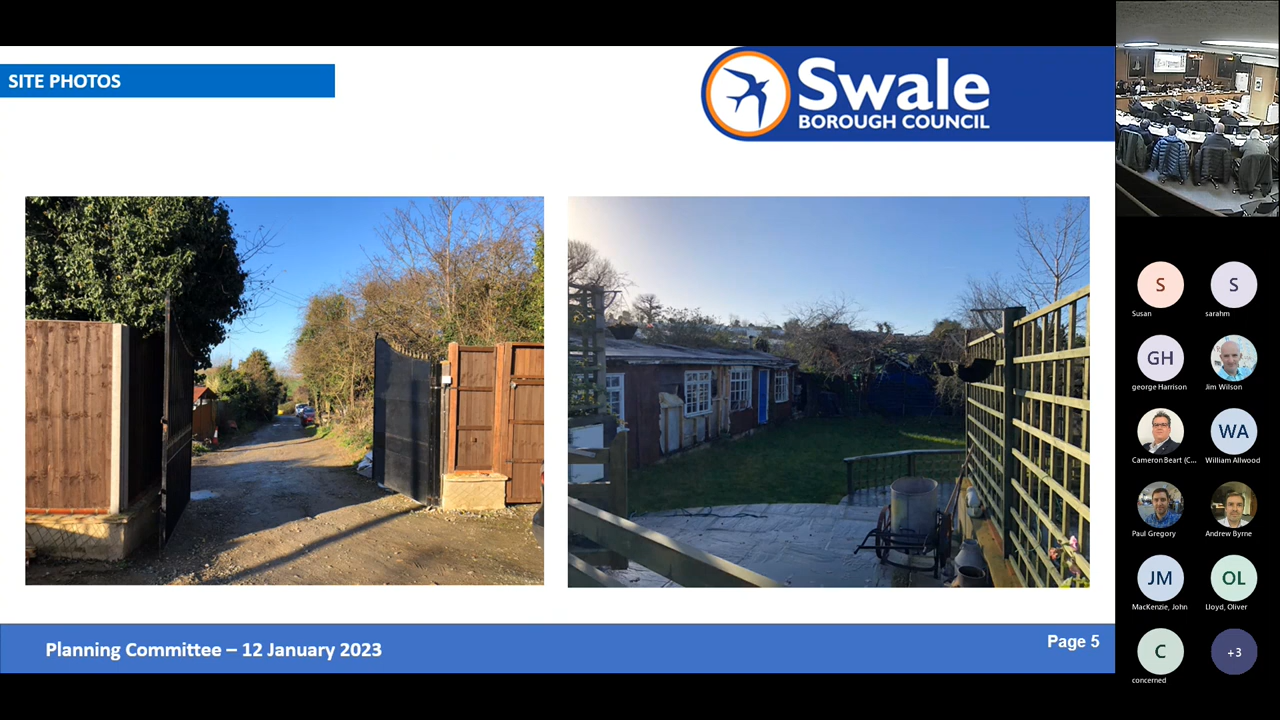 SITE PHOTOS
Swale
BOROUGH COUNCIL
Planning Committee – 12 January 2023
Page 5
S
S
Susan
sarahm
GH
george Harrison
Jim Wilson
WA
Cameron Beart (C...
William Allwood
Paul Gregory
Andrew Byrne
JM
OL
MacKenzie, John
Lloyd, Oliver
C
+3
concerned